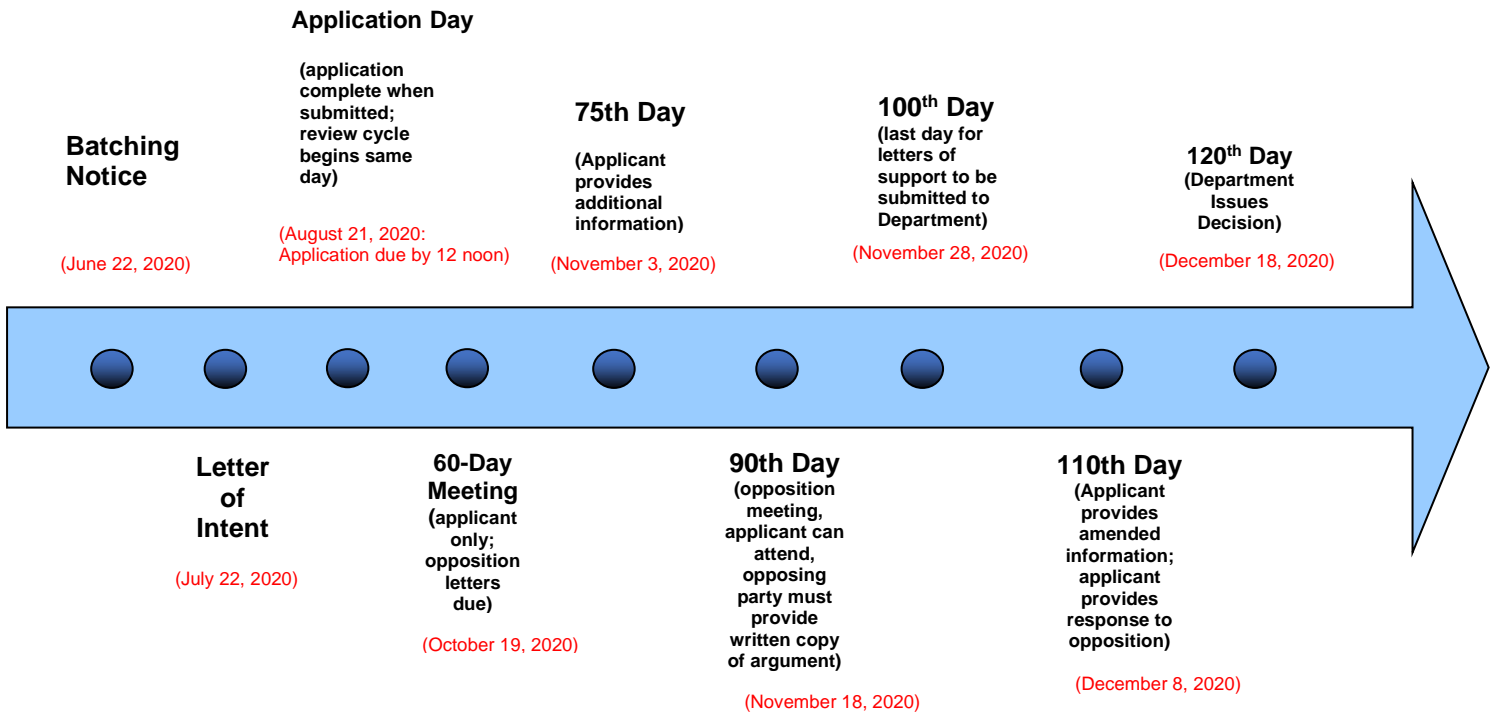 Batching
Notice
(June 22, 2020)
Letter
of
Intent
(July 22, 2020)
Application Day
(application
complete when
submitted;
review cycle
begins same
day)
(August 21, 2020:
Application due by 12 noon)
60-Day
Meeting
(applicant
only;
opposition
letters
due)
(October 19, 2020)
75th Day
(Applicant
provides
additional
information)
(November 3, 2020)
90th Day
(opposition
meeting,
applicant can
attend,
opposing
party must
provide
written copy
of argument)
(November 18, 2020)
100th Day
(last day for
letters of
support to be
submitted to
Department)
(November 28, 2020)
110th Day
(Applicant
provides
amended
information;
applicant
provides
response to
opposition)
(December 8, 2020)
120th Day
(Department
Issues
Decision)
(December 18, 2020)